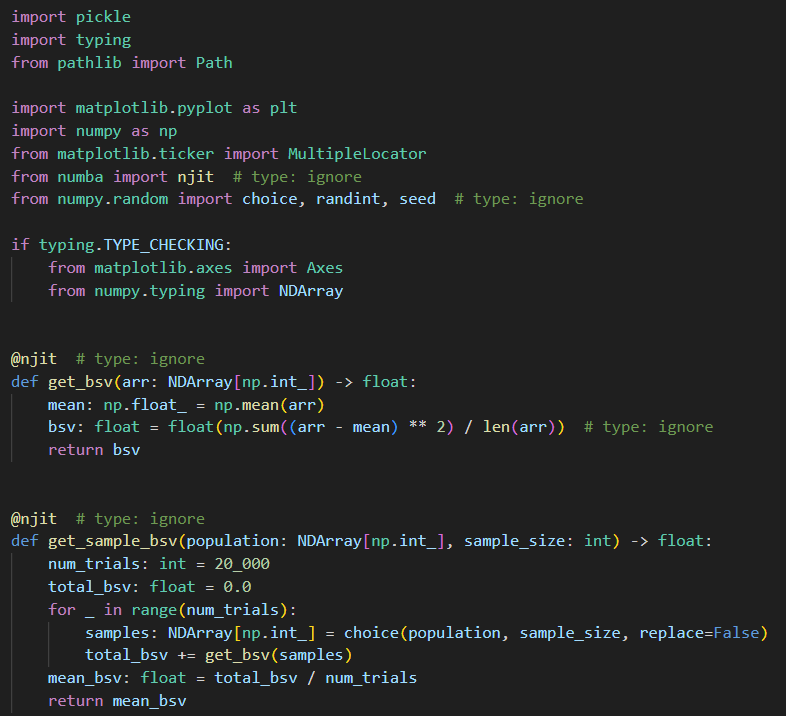 import pickle
import typing
from pathlib import Path

import matplotlib.pyplot as plt
import numpy as np
from matplotlib.ticker import MultipleLocator
from numba import njit  # type: ignore
from numpy.random import choice, randint, seed  # type: ignore

if typing.TYPE_CHECKING:
    from matplotlib.axes import Axes
    from numpy.typing import NDArray


@njit  # type: ignore
def get_bsv(arr: NDArray[np.int_]) -> float:
    mean: np.float_ = np.mean(arr)
    bsv: float = float(np.sum((arr - mean) ** 2) / len(arr))  # type: ignore
    return bsv


@njit  # type: ignore
def get_sample_bsv(population: NDArray[np.int_], sample_size: int) -> float:
    num_trials: int = 20_000
    total_bsv: float = 0.0
    for _ in range(num_trials):
        samples: NDArray[np.int_] = choice(population, sample_size, replace=False)
        total_bsv += get_bsv(samples)
    mean_bsv: float = total_bsv / num_trials
    return mean_bsv